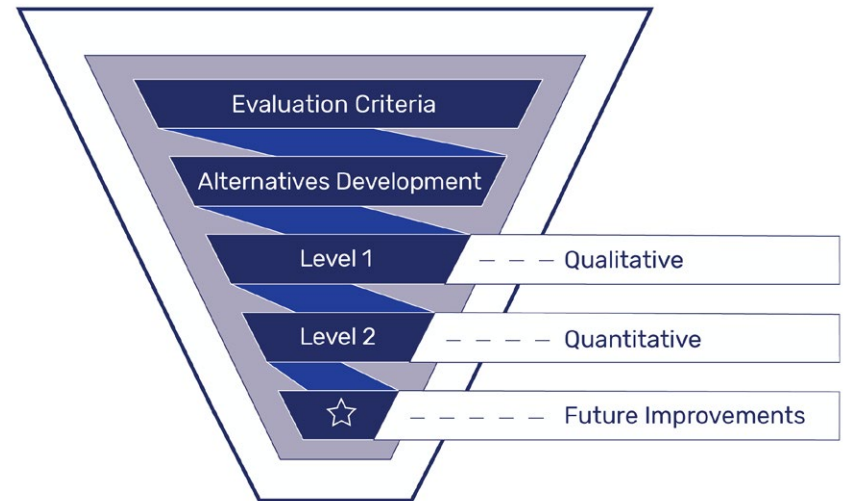 Evaluation Criteria
Alternatives Development
Level 1
Qualitative
Level 2
Quantitative
Future Improvements